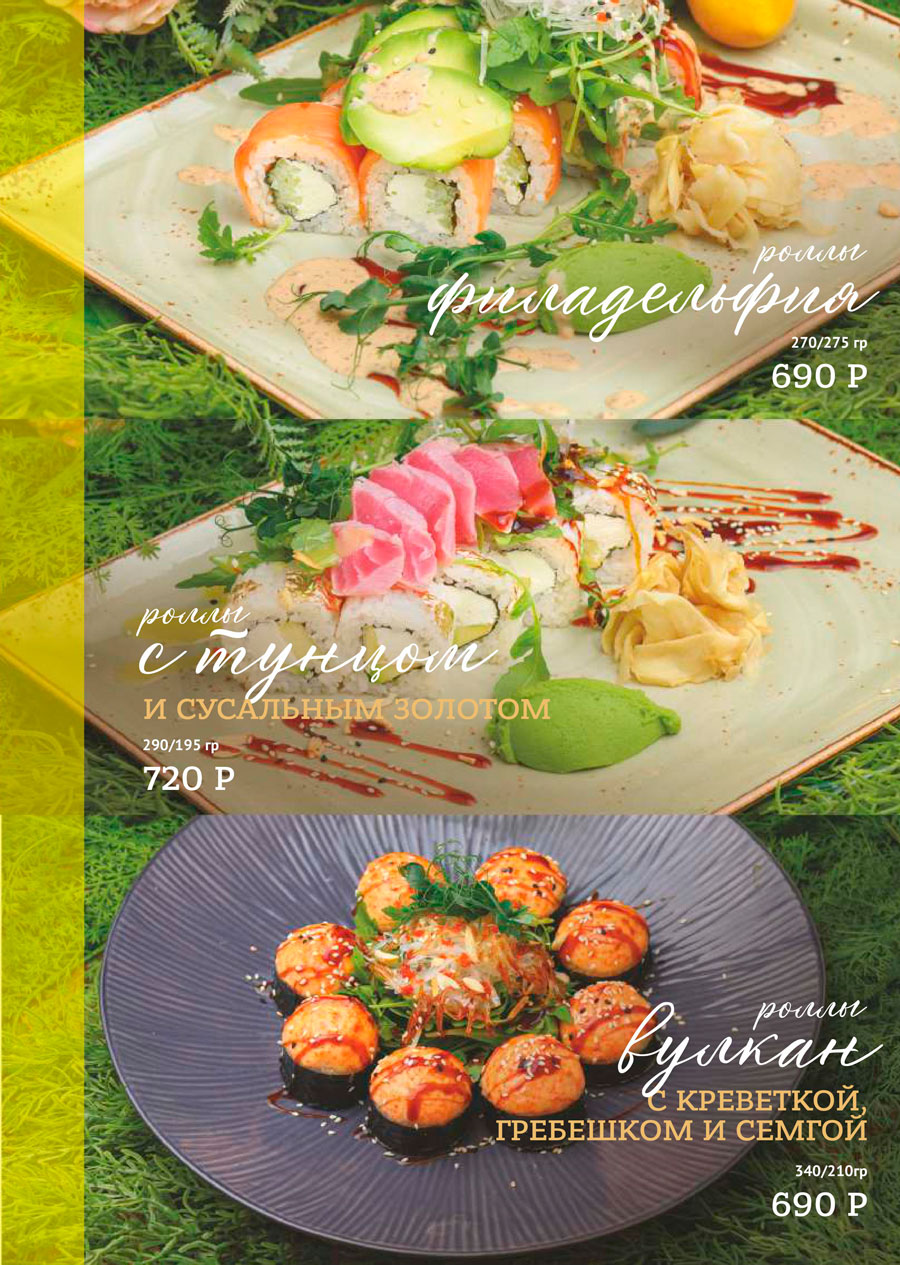 роллы
филадельфия
270/275 гр
690 Р
роллы
с тунцом
И СУСАЛЬНЫМ ЗОЛОТОМ
290/195 гр
720 Р
роллы
вулкан
С КРЕВЕТКОЙ,
ГРЕБЕШКОМ И СЕМГОЙ
340/210гр
690 Р